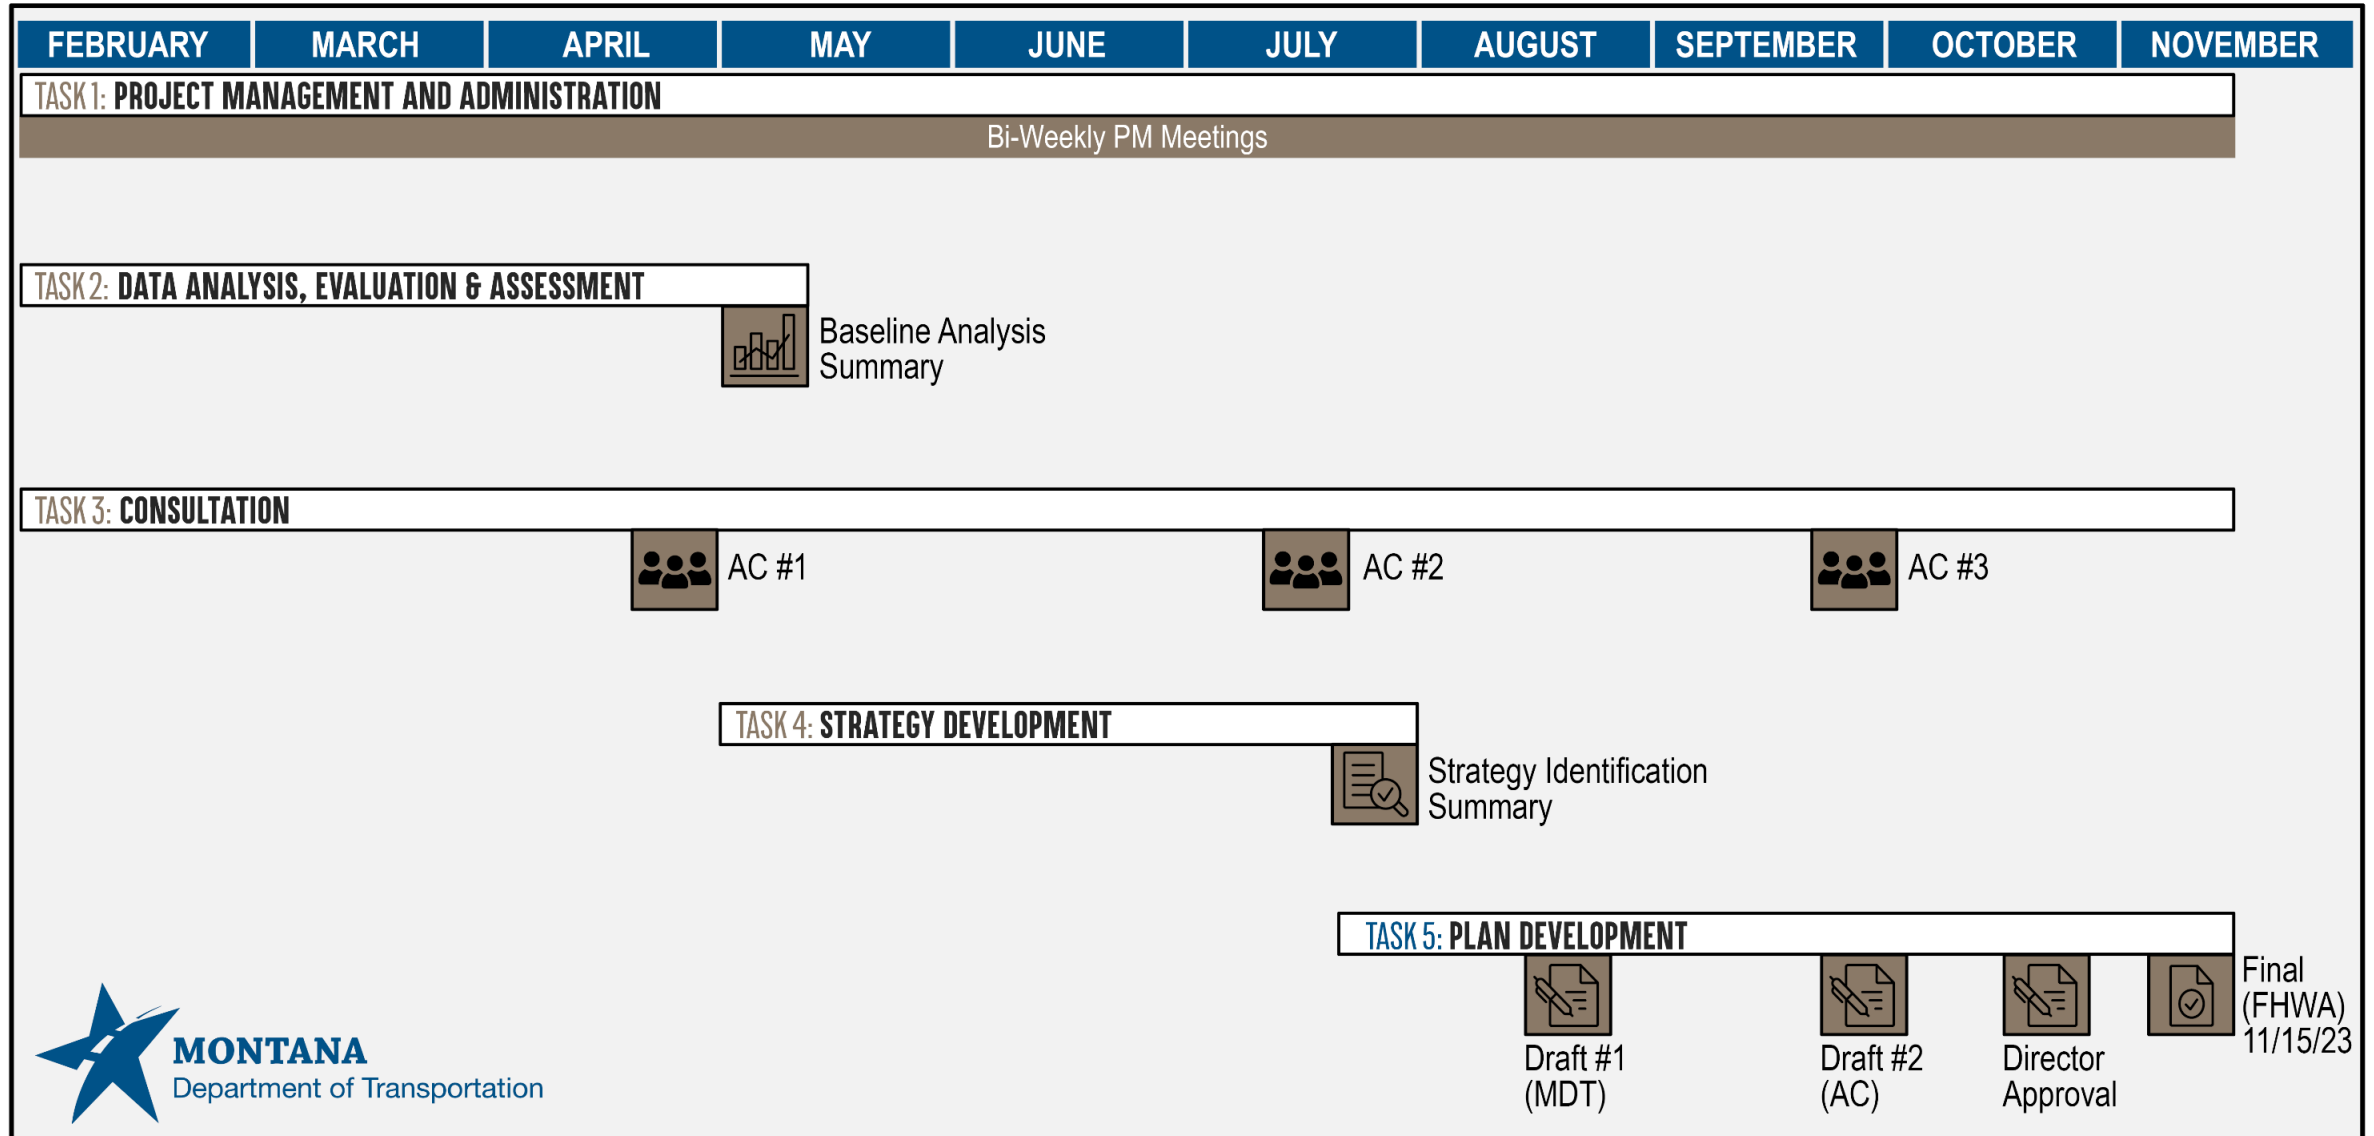 FEBRUARY MARCH APRIL MAY JUNE JULY AUGUST SEPTEMBER OCTOBER NOVEMBER
TASK 1: PROJECT MANAGEMENT AND ADMINISTRATION
Bi-Weekly PM Meetings
TASK 2: DATA ANALYSIS, EVALUATION & ASSESSMENT
Baseline Analysis
Summary
TASK 3: CONSULTATION
AC #1
AC #2
AC #3
TASK 4: STRATEGY DEVELOPMENT
Strategy Identification
Summary
TASK 5: PLAN DEVELOPMENT
Draft #1
(MDT)
Draft #2
(AC)
Director
Approval
Final
(FHWA)
11/15/23
MONTANA
Department of Transportation